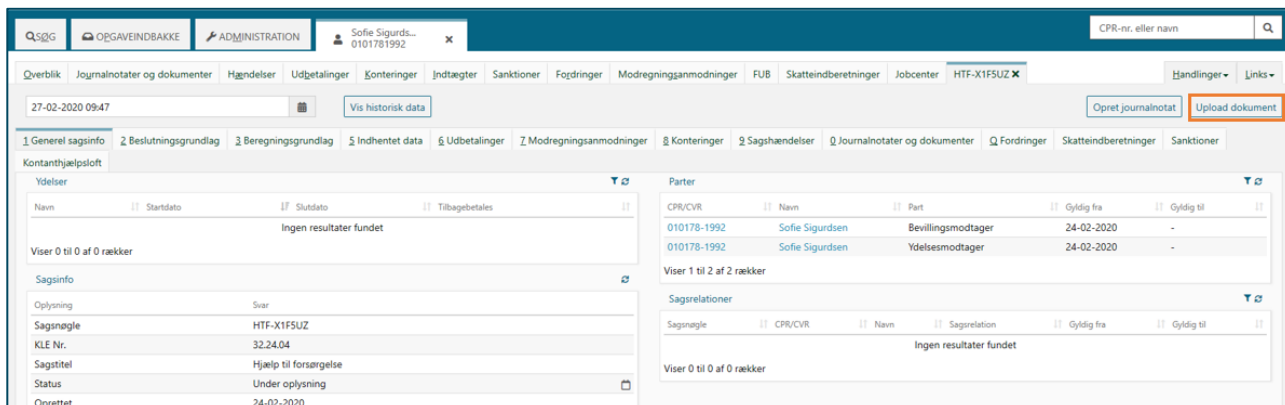 SØG OPGAVEINDBAKKE ADMINISTRATION Sofie Sigurds... 0101781992 CPR-nr. eller navn
Overblik Journalnotater og dokumenter Hændelser Udbetalinger Konteringer Indtægter Sanktioner Fordringer Modregningsanmodninger FUB Skatteindberetninger Jobcenter HTF-X1F5UZ Handlinger Links
27-02-2020 09:47 Vis historisk data Opret journalnotat Upload dokument
1 Generel sagsinfo 2 Beslutningsgrundlag 3 Beregningsgrundlag 5 Indhentet data 6 Udbetalinger 7 Modregningsanmodninger 8 Konteringer 9 Sagshændelser 0 Journalnotater og dokumenter Q Fordringer Skatteindberetninger Sanktioner
Kontanthjælpsloft
Ydelser
Navn Startdato Slutdato Tilbagebetales
Ingen resultater fundet
Viser 0 til 0 af 0 rækker
Sagsinfo
Oplysning Svar
Sagsnøgle HTF-X1F5UZ
KLE Nr. 32.24.04
Sagstitel Hjælp til forsørgelse
Status Under oplysning
Oprettet 24-02-2020
Parter
CPR/CVR Navn Part Gyldig fra Gyldig til
010178-1992 Sofie Sigurdsen Bevillingsmodtager 24-02-2020 -
010178-1992 Sofie Sigurdsen Ydelsesmodtager 24-02-2020 -
Viser 1 til 2 af 2 rækker
Sagsrelationer
Sagsnøgle CPR/CVR Navn Sagsrelation Gyldig fra Gyldig til
Ingen resultater fundet
Viser 0 til 0 af 0 rækker